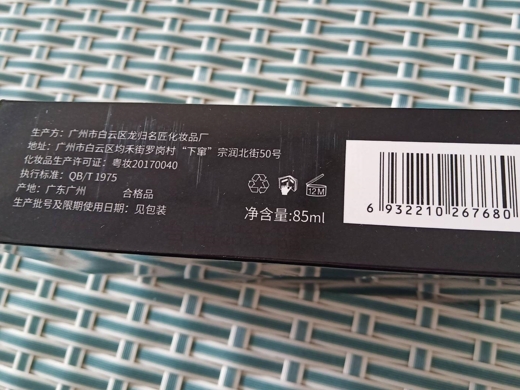 生产方：广州市白云区龙归名匠化妆品厂
地址：广州市白云区均禾街罗岗村“下窜”宗润北街50号
化妆品生产许可证：粤妆20170040
执行标准：QB/T 1975
产地：广东广州 合格品
生产批号及限期使用日期：见包装
12M
净含量:85ml
6 932210 267680